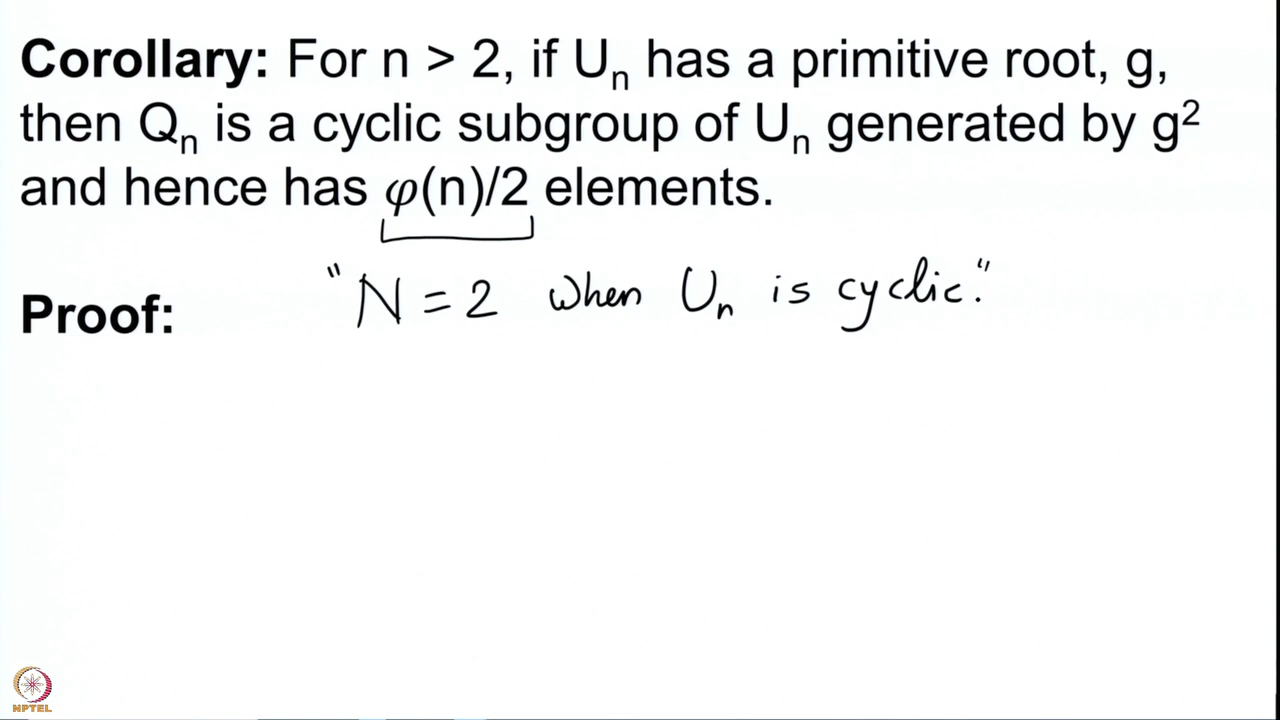 Corollary: For n > 2, if Uₙ has a primitive root, g,
then Qₙ is a cyclic subgroup of Uₙ generated by g²
and hence has φ(n)/2 elements.
"N = 2 when Uₙ is cyclic."
Proof:
NPTEL